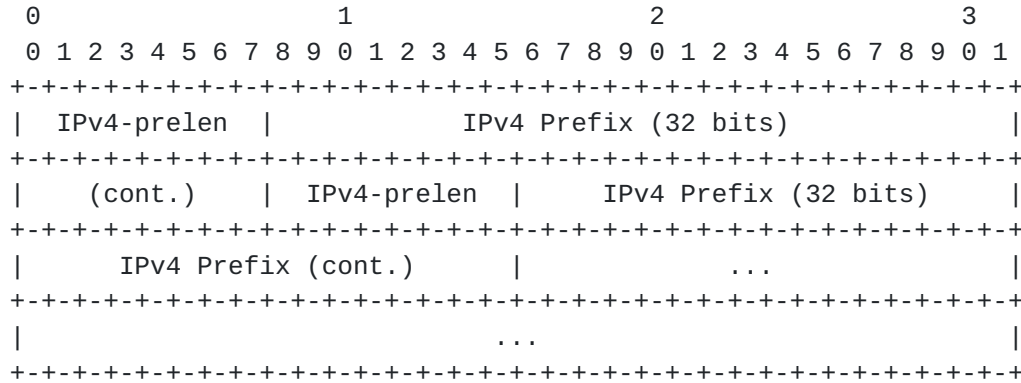 0                   1                   2                   3
 0 1 2 3 4 5 6 7 8 9 0 1 2 3 4 5 6 7 8 9 0 1 2 3 4 5 6 7 8 9 0 1
+-+-+-+-+-+-+-+-+-+-+-+-+-+-+-+-+-+-+-+-+-+-+-+-+-+-+-+-+-+-+-+-+
|  IPv4-prelen  |            IPv4 Prefix (32 bits)              |
+-+-+-+-+-+-+-+-+-+-+-+-+-+-+-+-+-+-+-+-+-+-+-+-+-+-+-+-+-+-+-+-+
|    (cont.)    |  IPv4-prelen  |     IPv4 Prefix (32 bits)     |
+-+-+-+-+-+-+-+-+-+-+-+-+-+-+-+-+-+-+-+-+-+-+-+-+-+-+-+-+-+-+-+-+
|      IPv4 Prefix (cont.)      |             ...               |
+-+-+-+-+-+-+-+-+-+-+-+-+-+-+-+-+-+-+-+-+-+-+-+-+-+-+-+-+-+-+-+-+
|                              ...                              |
+-+-+-+-+-+-+-+-+-+-+-+-+-+-+-+-+-+-+-+-+-+-+-+-+-+-+-+-+-+-+-+-+